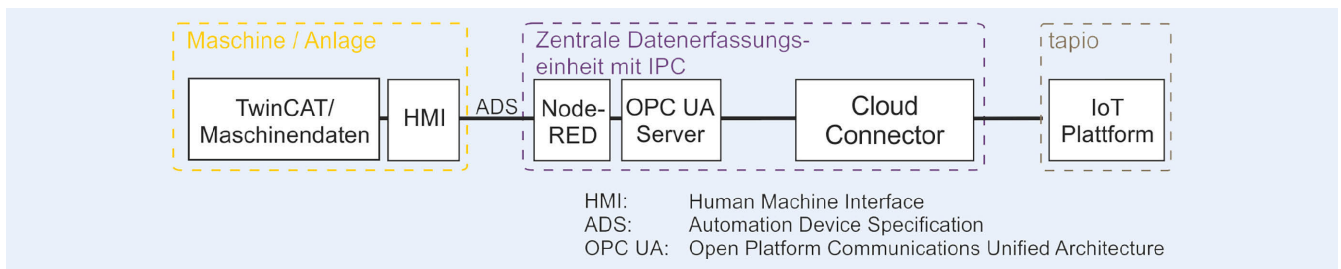 Maschine / Anlage
Zentrale Datenerfassungs-
einheit mit IPC
tapio
TwinCAT/
Maschinendaten
HMI
ADS
Node-
RED
OPC UA
Server
Cloud
Connector
IoT
Plattform
HMI: Human Machine Interface
ADS: Automation Device Specification
OPC UA: Open Platform Communications Unified Architecture